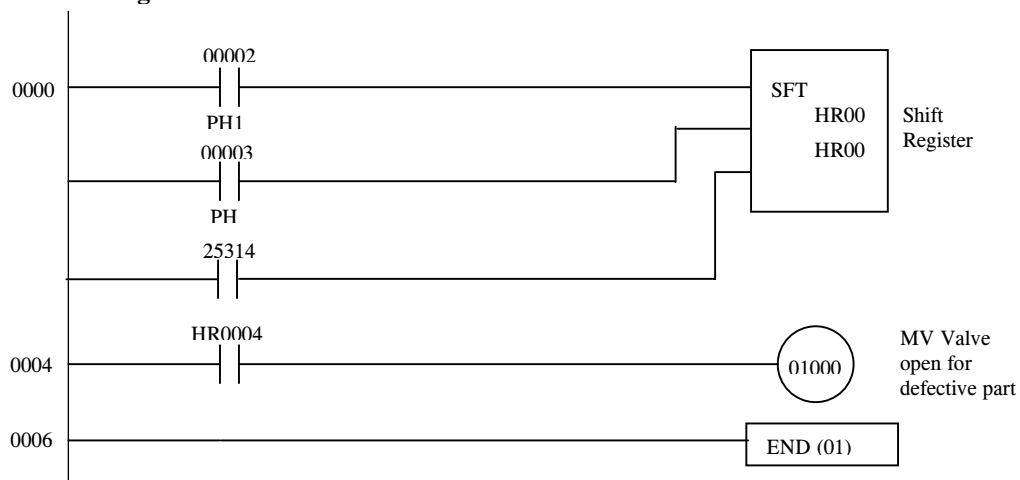 00002
0000
SFT
HR00
HR00
Shift
Register
PH1
00003
PH
25314
HR0004
0004
01000
MV Valve
open for
defective part
0006
END (01)